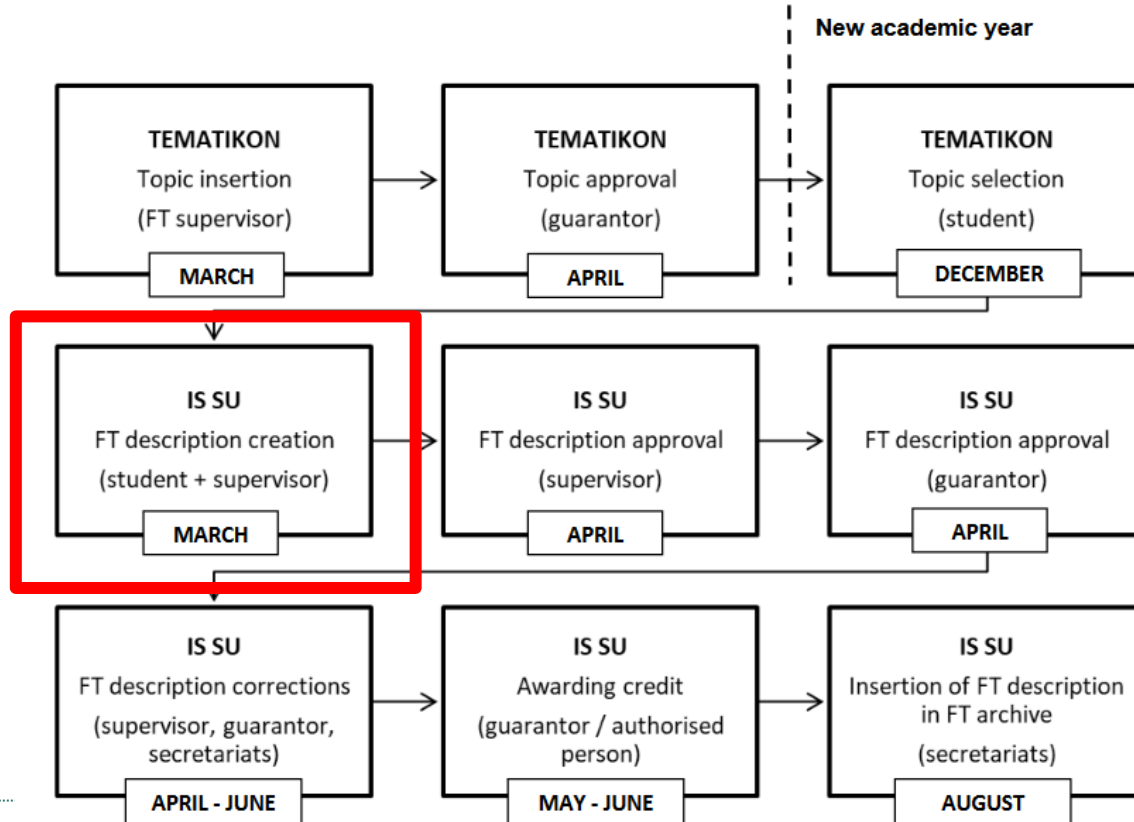 New academic year
TEMATIKON
Topic insertion
(FT supervisor)
MARCH
TEMATIKON
Topic approval
(guarantor)
APRIL
TEMATIKON
Topic selection
(student)
DECEMBER
IS SU
FT description creation
(student + supervisor)
MARCH
IS SU
FT description approval
(supervisor)
APRIL
IS SU
FT description approval
(guarantor)
APRIL
IS SU
FT description corrections
(supervisor, guarantor,
secretariats)
APRIL - JUNE
IS SU
Awarding credit
(guarantor / authorised
person)
MAY - JUNE
IS SU
Insertion of FT description
in FT archive
(secretariats)
AUGUST